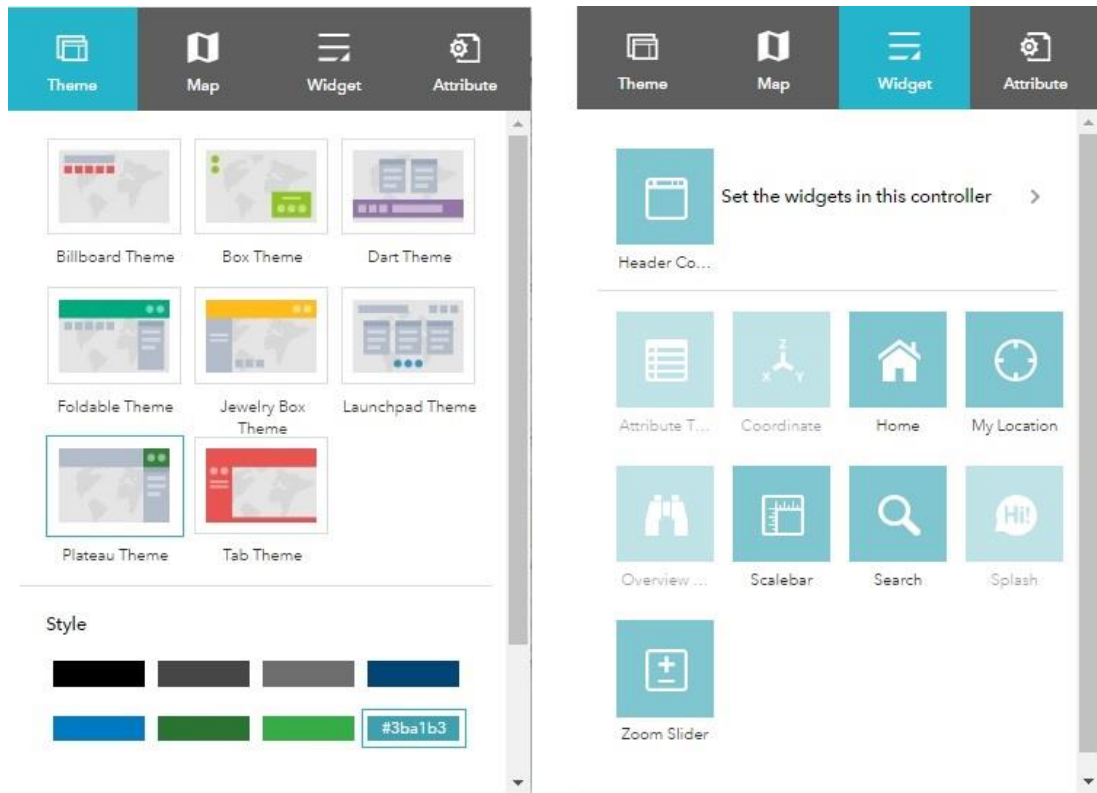 Theme Map Widget Attribute
Billboard Theme Box Theme Dart Theme
Foldable Theme Jewelry Box Theme Launchpad Theme
Plateau Theme Tab Theme
Style
#3ba1b3
Theme Map Widget Attribute
Set the widgets in this controller
Header Co...
Z
X Y
Attribute T... Coordinate Home My Location
Hi!
Overview ... Scalebar Search Splash
Zoom Slider